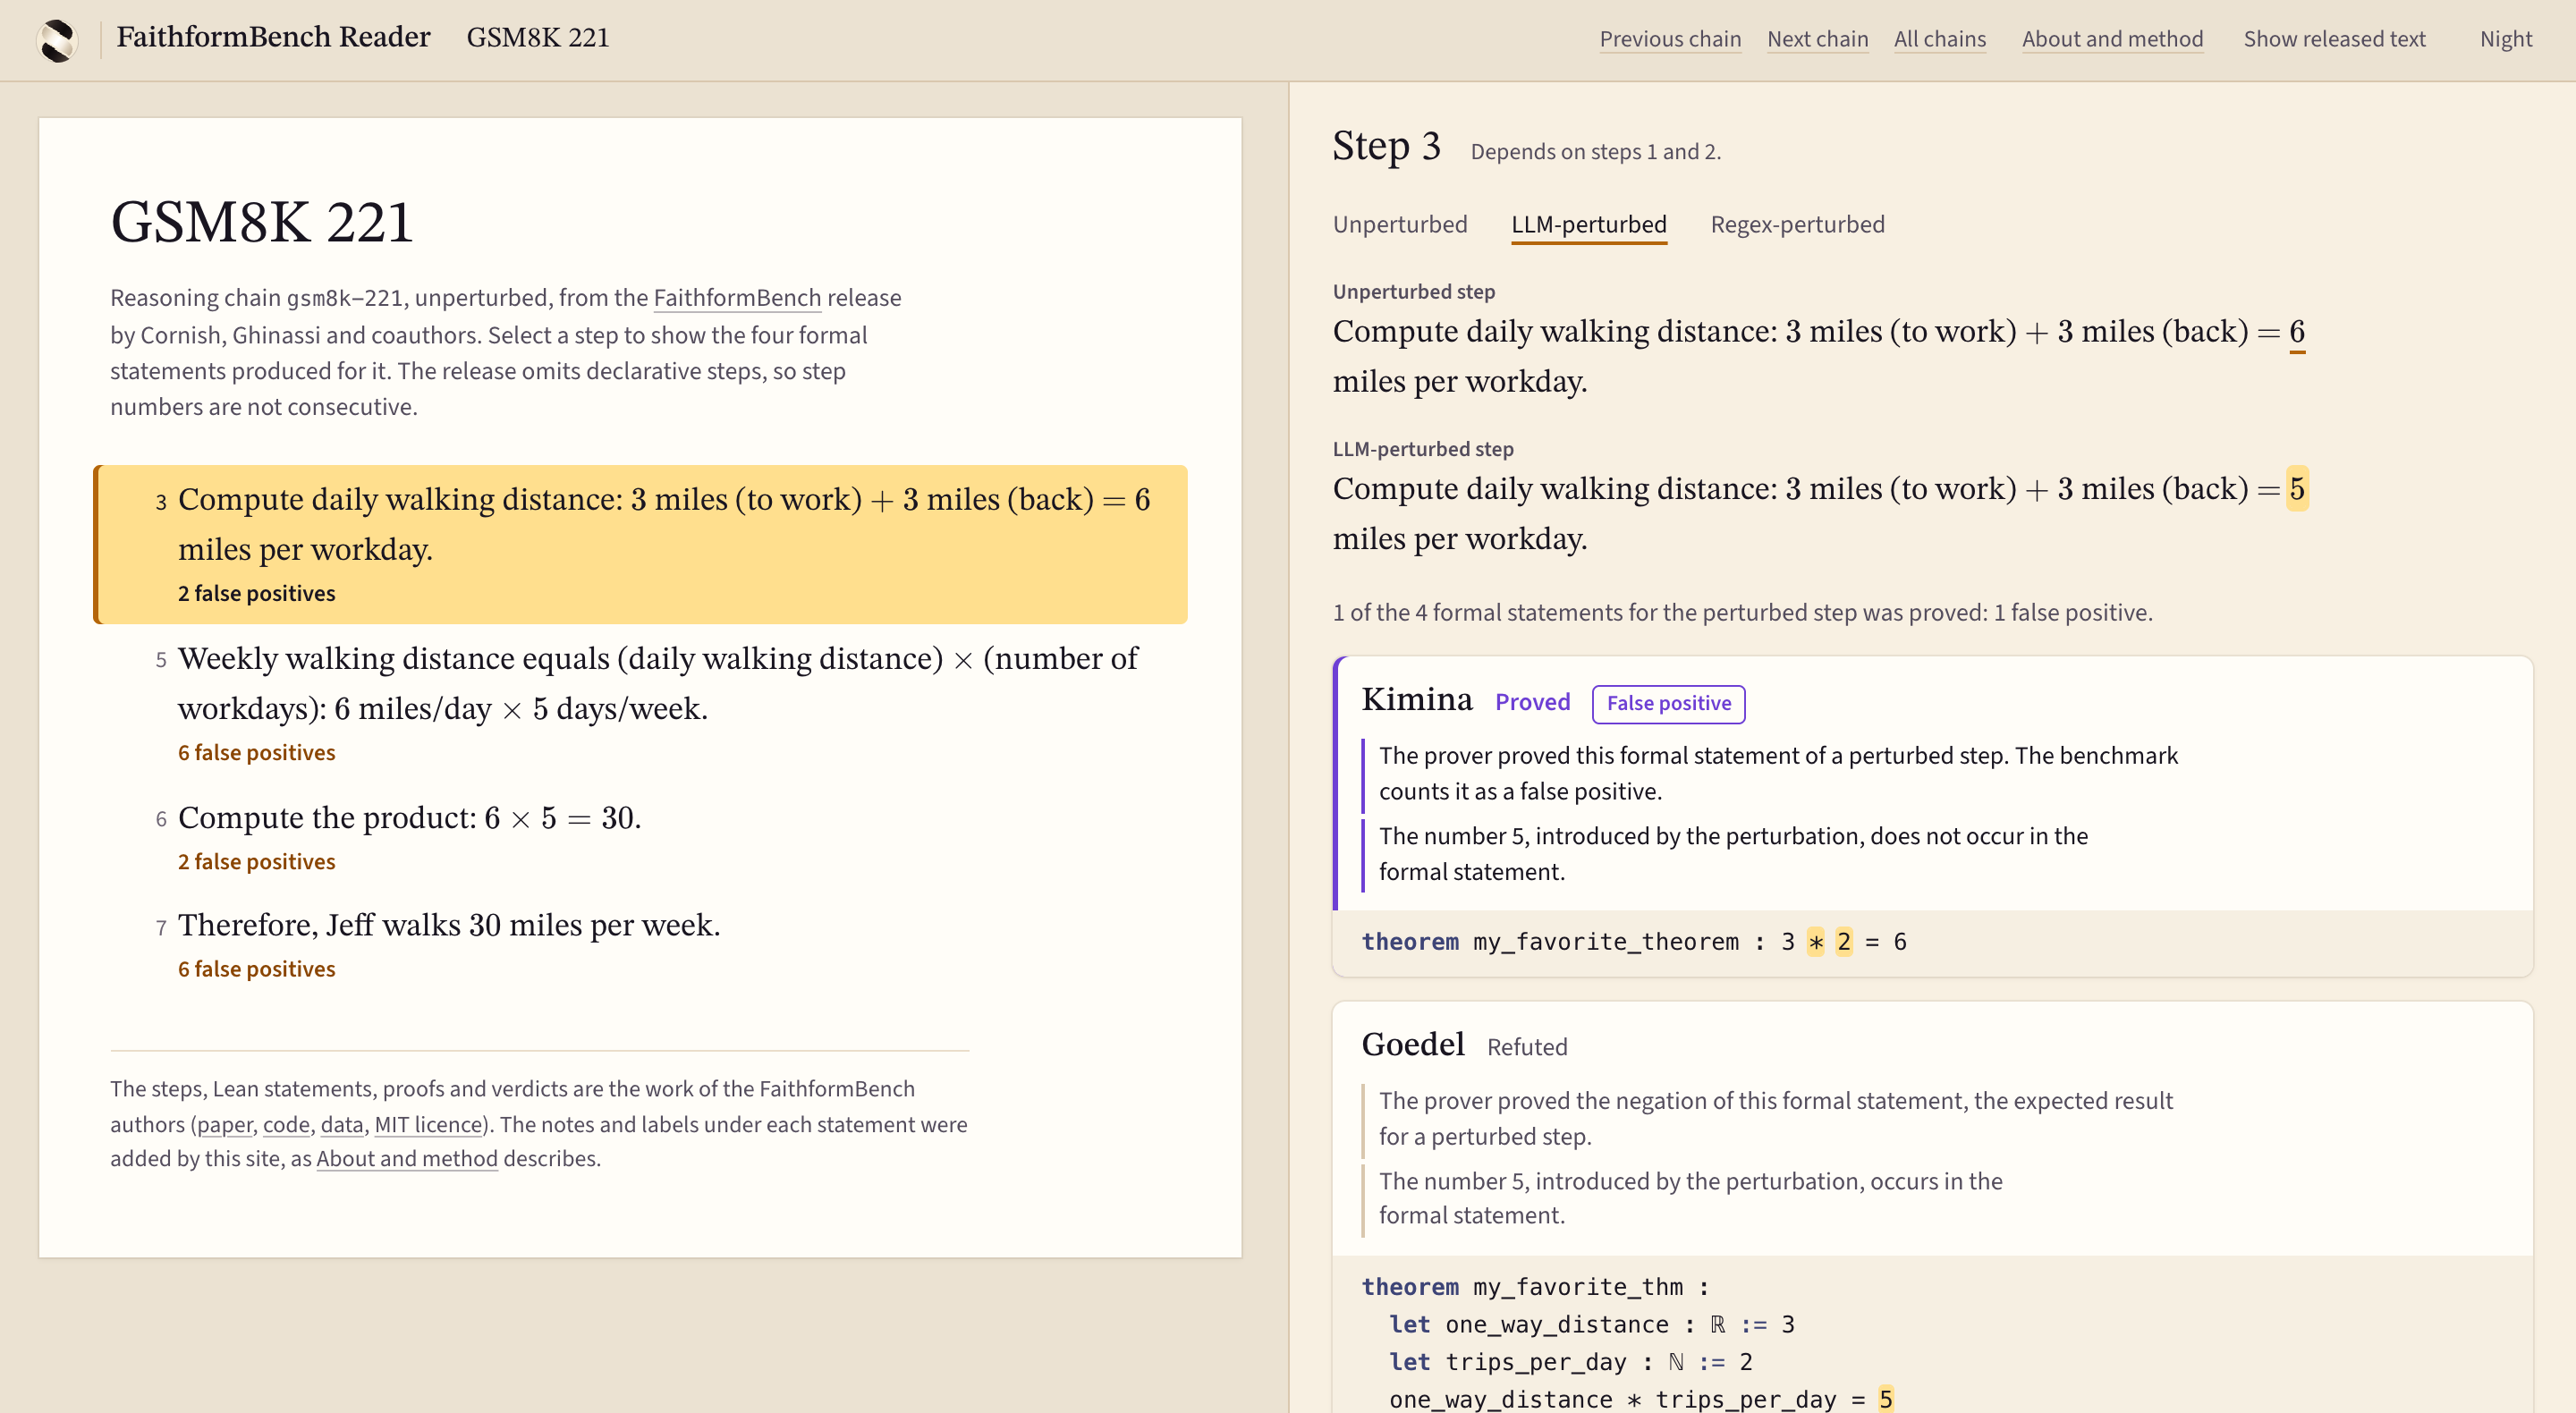 FaithformBench Reader GSM8K 221 Previous chain Next chain All chains About and method Show released text Night
GSM8K 221
Reasoning chain gsm8k-221, unperturbed, from the FaithformBench release
by Cornish, Ghinassi and coauthors. Select a step to show the four formal
statements produced for it. The release omits declarative steps, so step
numbers are not consecutive.
3 Compute daily walking distance: 3 miles (to work) + 3 miles (back) = 6
miles per workday.
2 false positives
5 Weekly walking distance equals (daily walking distance) × (number of
workdays): 6 miles/day × 5 days/week.
6 false positives
6 Compute the product: 6 × 5 = 30.
2 false positives
7 Therefore, Jeff walks 30 miles per week.
6 false positives
The steps, Lean statements, proofs and verdicts are the work of the FaithformBench
authors (paper, code, data, MIT licence). The notes and labels under each statement were
added by this site, as About and method describes.
Step 3 Depends on steps 1 and 2.
Unperturbed LLM-perturbed Regex-perturbed
Unperturbed step
Compute daily walking distance: 3 miles (to work) + 3 miles (back) = 6
miles per workday.
LLM-perturbed step
Compute daily walking distance: 3 miles (to work) + 3 miles (back) = 5
miles per workday.
1 of the 4 formal statements for the perturbed step was proved: 1 false positive.
Kimina Proved False positive
The prover proved this formal statement of a perturbed step. The benchmark
counts it as a false positive.
The number 5, introduced by the perturbation, does not occur in the
formal statement.
theorem my_favorite_theorem : 3 * 2 = 6
Goedel Refuted
The prover proved the negation of this formal statement, the expected result
for a perturbed step.
The number 5, introduced by the perturbation, occurs in the
formal statement.
theorem my_favorite_thm :
let one_way_distance : ℝ := 3
let trips_per_day : ℕ := 2
one_way_distance * trips_per_day = 5